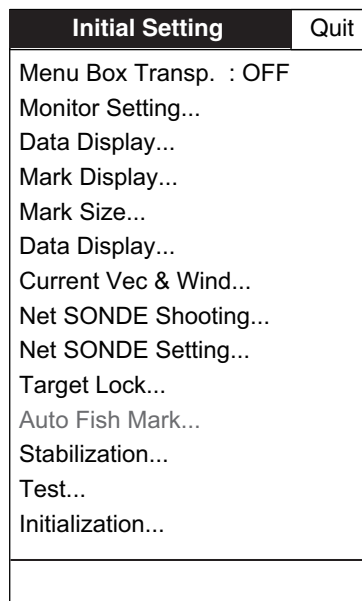 Initial Setting Quit
Menu Box Transp. : OFF
Monitor Setting...
Data Display...
Mark Display...
Mark Size...
Data Display...
Current Vec & Wind...
Net SONDE Shooting...
Net SONDE Setting...
Target Lock...
Auto Fish Mark...
Stabilization...
Test...
Initialization...